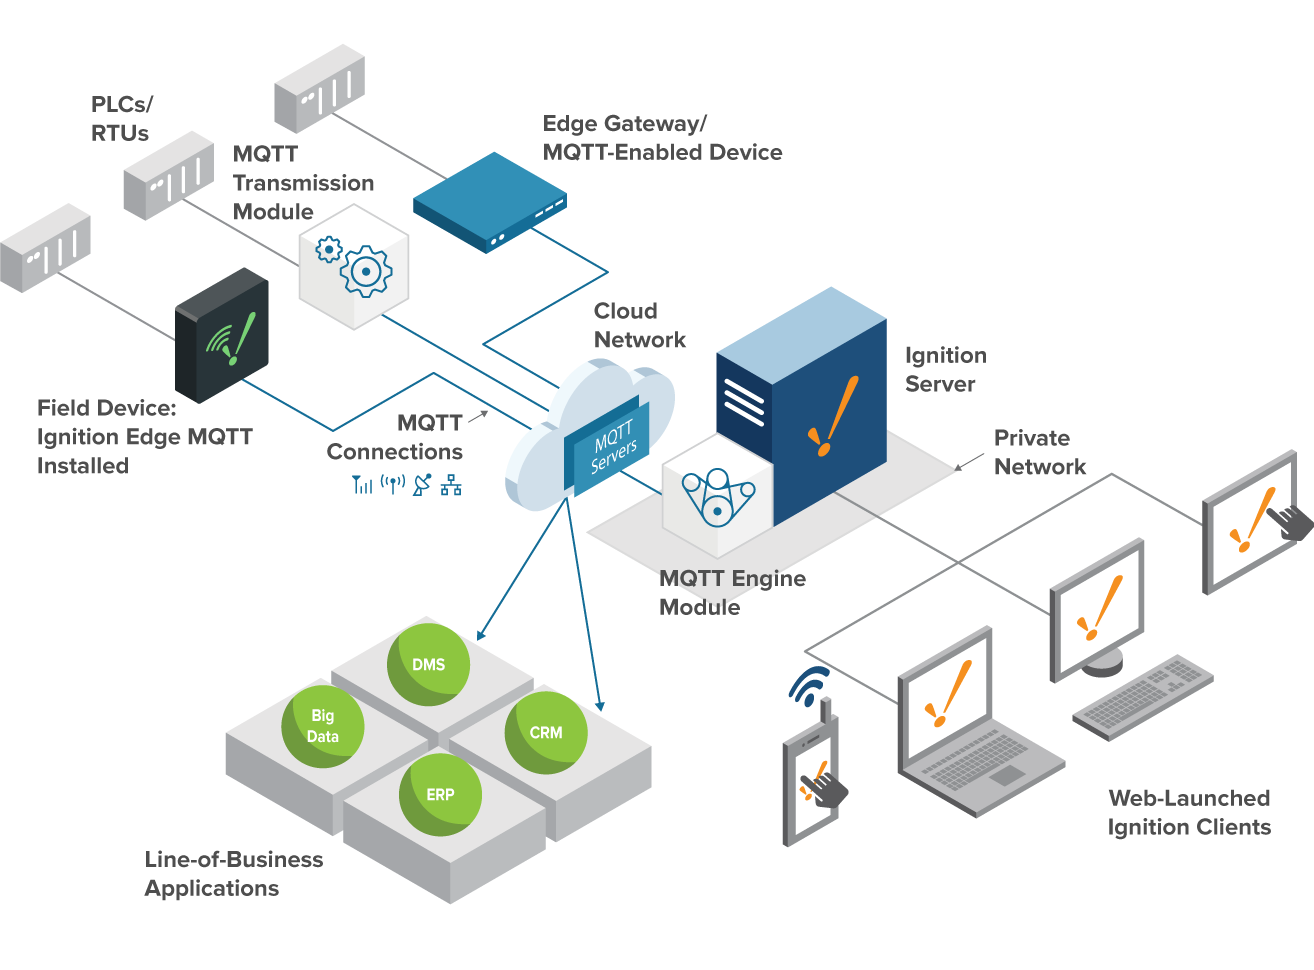 PLCs/
RTUs
MQTT
Transmission
Module
Edge Gateway/
MQTT-Enabled Device
Cloud
Network
Ignition
Server
Field Device:
Ignition Edge MQTT
Installed
MQTT
Connections
MQTT
Servers
Private
Network
MQTT Engine
Module
DMS
Big
Data
CRM
ERP
Line-of-Business
Applications
Web-Launched
Ignition Clients